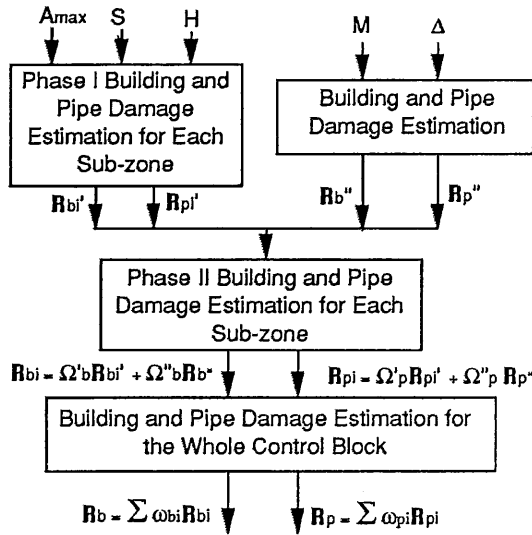 Amax S H
M Δ
Phase I Building and
Pipe Damage
Estimation for Each
Sub-zone
Building and Pipe
Damage Estimation
Rbi' Rpi'
Rb" Rp"
Phase II Building and Pipe
Damage Estimation for Each
Sub-zone
Rbi = Ω'bRbi' + Ω"bRb"
Rpi = Ω'pRpi' + Ω"p Rp"
Building and Pipe Damage Estimation for
the Whole Control Block
Rb = ∑ ωbiRbi
Rp = ∑ ωpiRpi